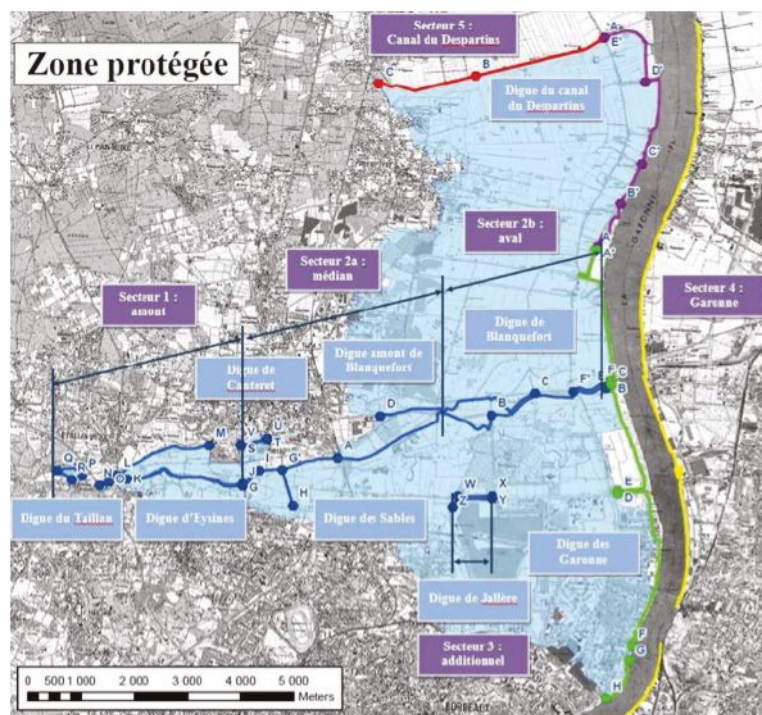 Zone protégée
Secteur 5 :
Canal du Despartins
A'
E'
D'
C
B
Digue du canal
du Despartins
C'
B'
Secteur 2b :
aval
A
A'
GARONNE
LA
Secteur 2a :
médian
Secteur 4 :
Garonne
Secteur 1 :
amont
Digue de
Blanquefort
Digue amont de
Blanquefort
Digue de
Canteret
F'
E
F
C
B
C
D
B
M
V
U
S
T
A
Q
R
P
L
N
O
K
I
J
G'
G
H
W
X
Z
Y
E
D
Digue du Taillan
Digue d'Eysines
Digue des Sables
Digue des
Garonne
Digue de Jallère
Secteur 3 :
additionnel
F
G
H
0 500 1 000 2 000 3 000 4 000 5 000
Meters
BORDEAUX